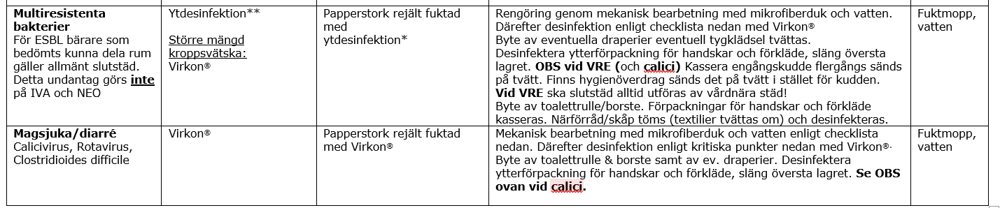 Multiresistenta
bakterier
För ESBL bärare som
bedömts kunna dela rum
gäller allmänt slutstäd.
Detta undantag görs inte
på IVA och NEO
Ytdesinfektion**
Större mängd
kroppsvätska:
Virkon®
Papperstork rejält fuktad
med
ytdesinfektion*
Rengöring genom mekanisk bearbetning med mikrofiberduk och vatten.
Därefter desinfektion enligt checklista nedan med Virkon®
Byte av eventuella draperier eventuell tygklädsel tvättas.
Desinfektera ytterförpackning för handskar och förkläde, släng översta
lagret. OBS vid VRE (och calici) Kassera engångskudde flergångs sänds
på tvätt. Finns hygienöverdrag sänds det på tvätt i stället för kudden.
Vid VRE ska slutstäd alltid utföras av vårdnära städ!
Byte av toalettrulle/borste. Förpackningar för handskar och förkläde
kasseras. Närförråd/skåp töms (textilier tvättas om) och desinfekteras.
Fuktmopp,
vatten
Magsjuka/diarré
Calicivirus, Rotavirus,
Clostridioides difficile
Virkon®
Papperstork rejält fuktad
med Virkon®
Mekanisk bearbetning med mikrofiberduk och vatten enligt checklista
nedan. Därefter desinfektion enligt kritiska punkter nedan med Virkon®.
Byte av toalettrulle & borste samt av ev. draperier. Desinfektera
ytterförpackning för handskar och förkläde, släng översta lagret. Se OBS
ovan vid calici.
Fuktmopp,
vatten